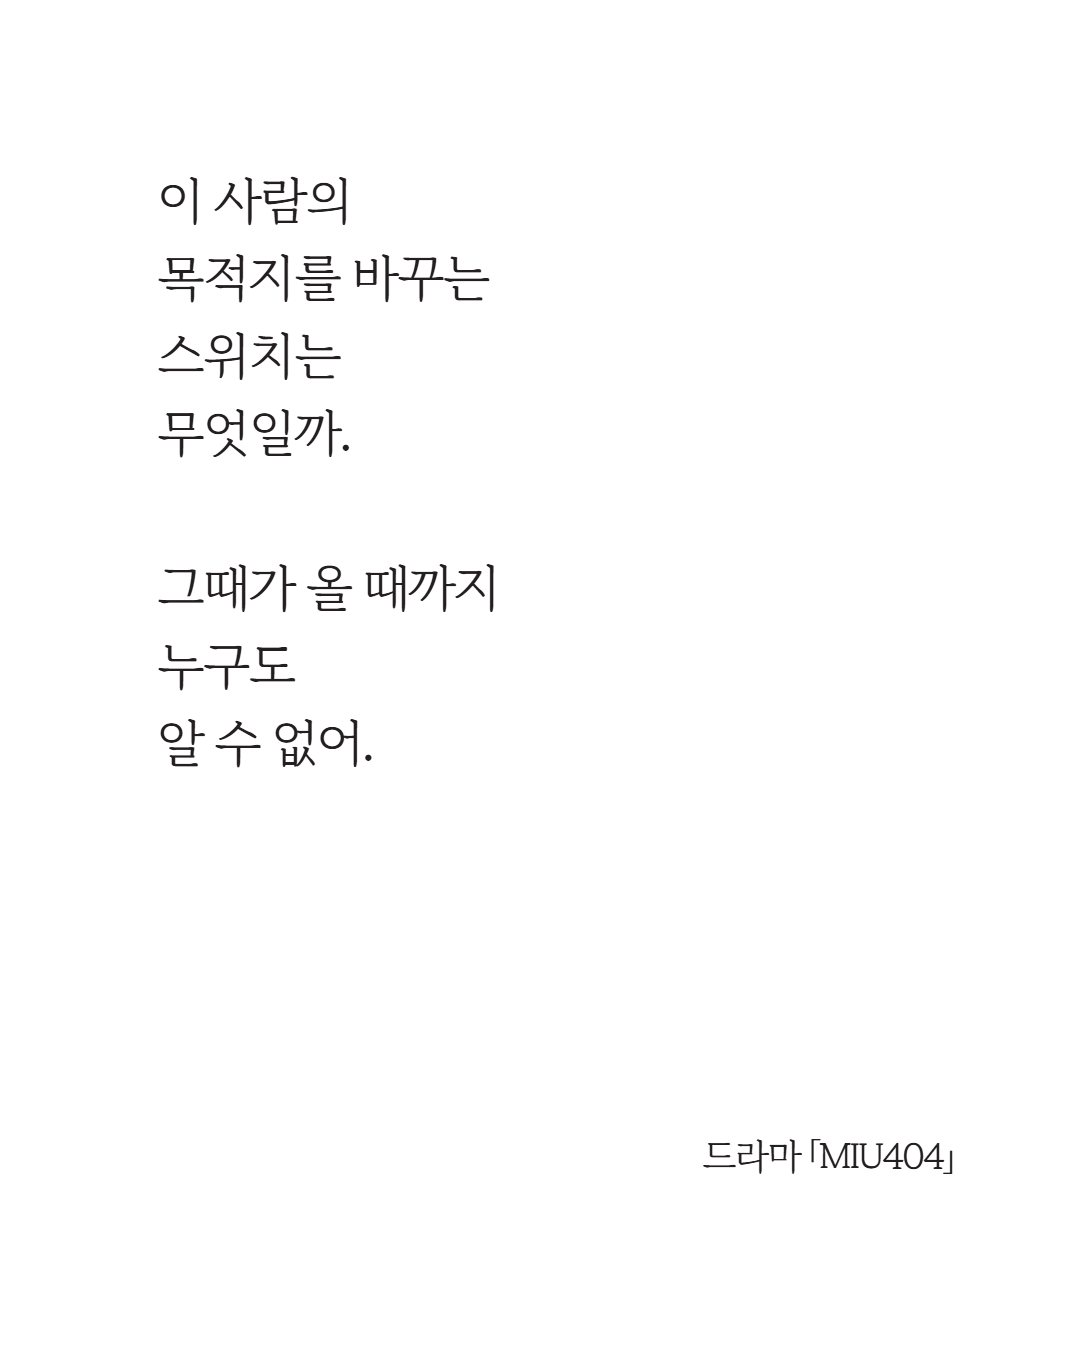 이 사람의
목적지를 바꾸는
스위치는
무엇일까.
그때가 올 때까지
누구도
알 수 없어.
드라마 ｢MIU404｣